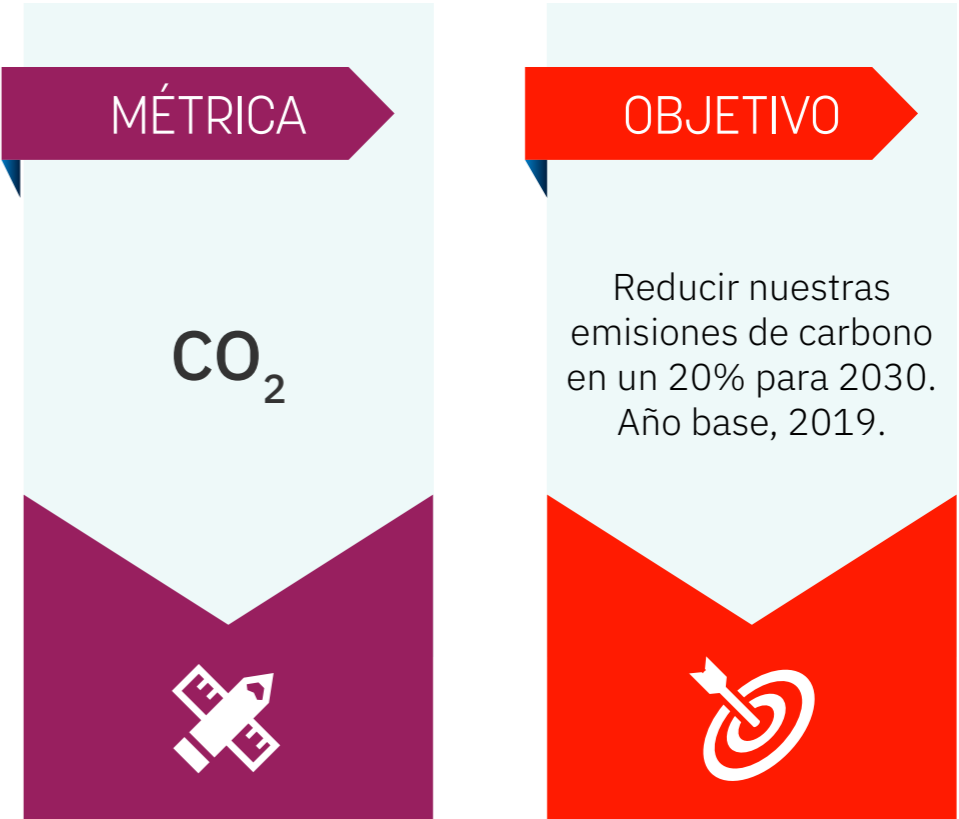 MÉTRICA
CO₂
OBJETIVO
Reducir nuestras
emisiones de carbono
en un 20% para 2030.
Año base, 2019.